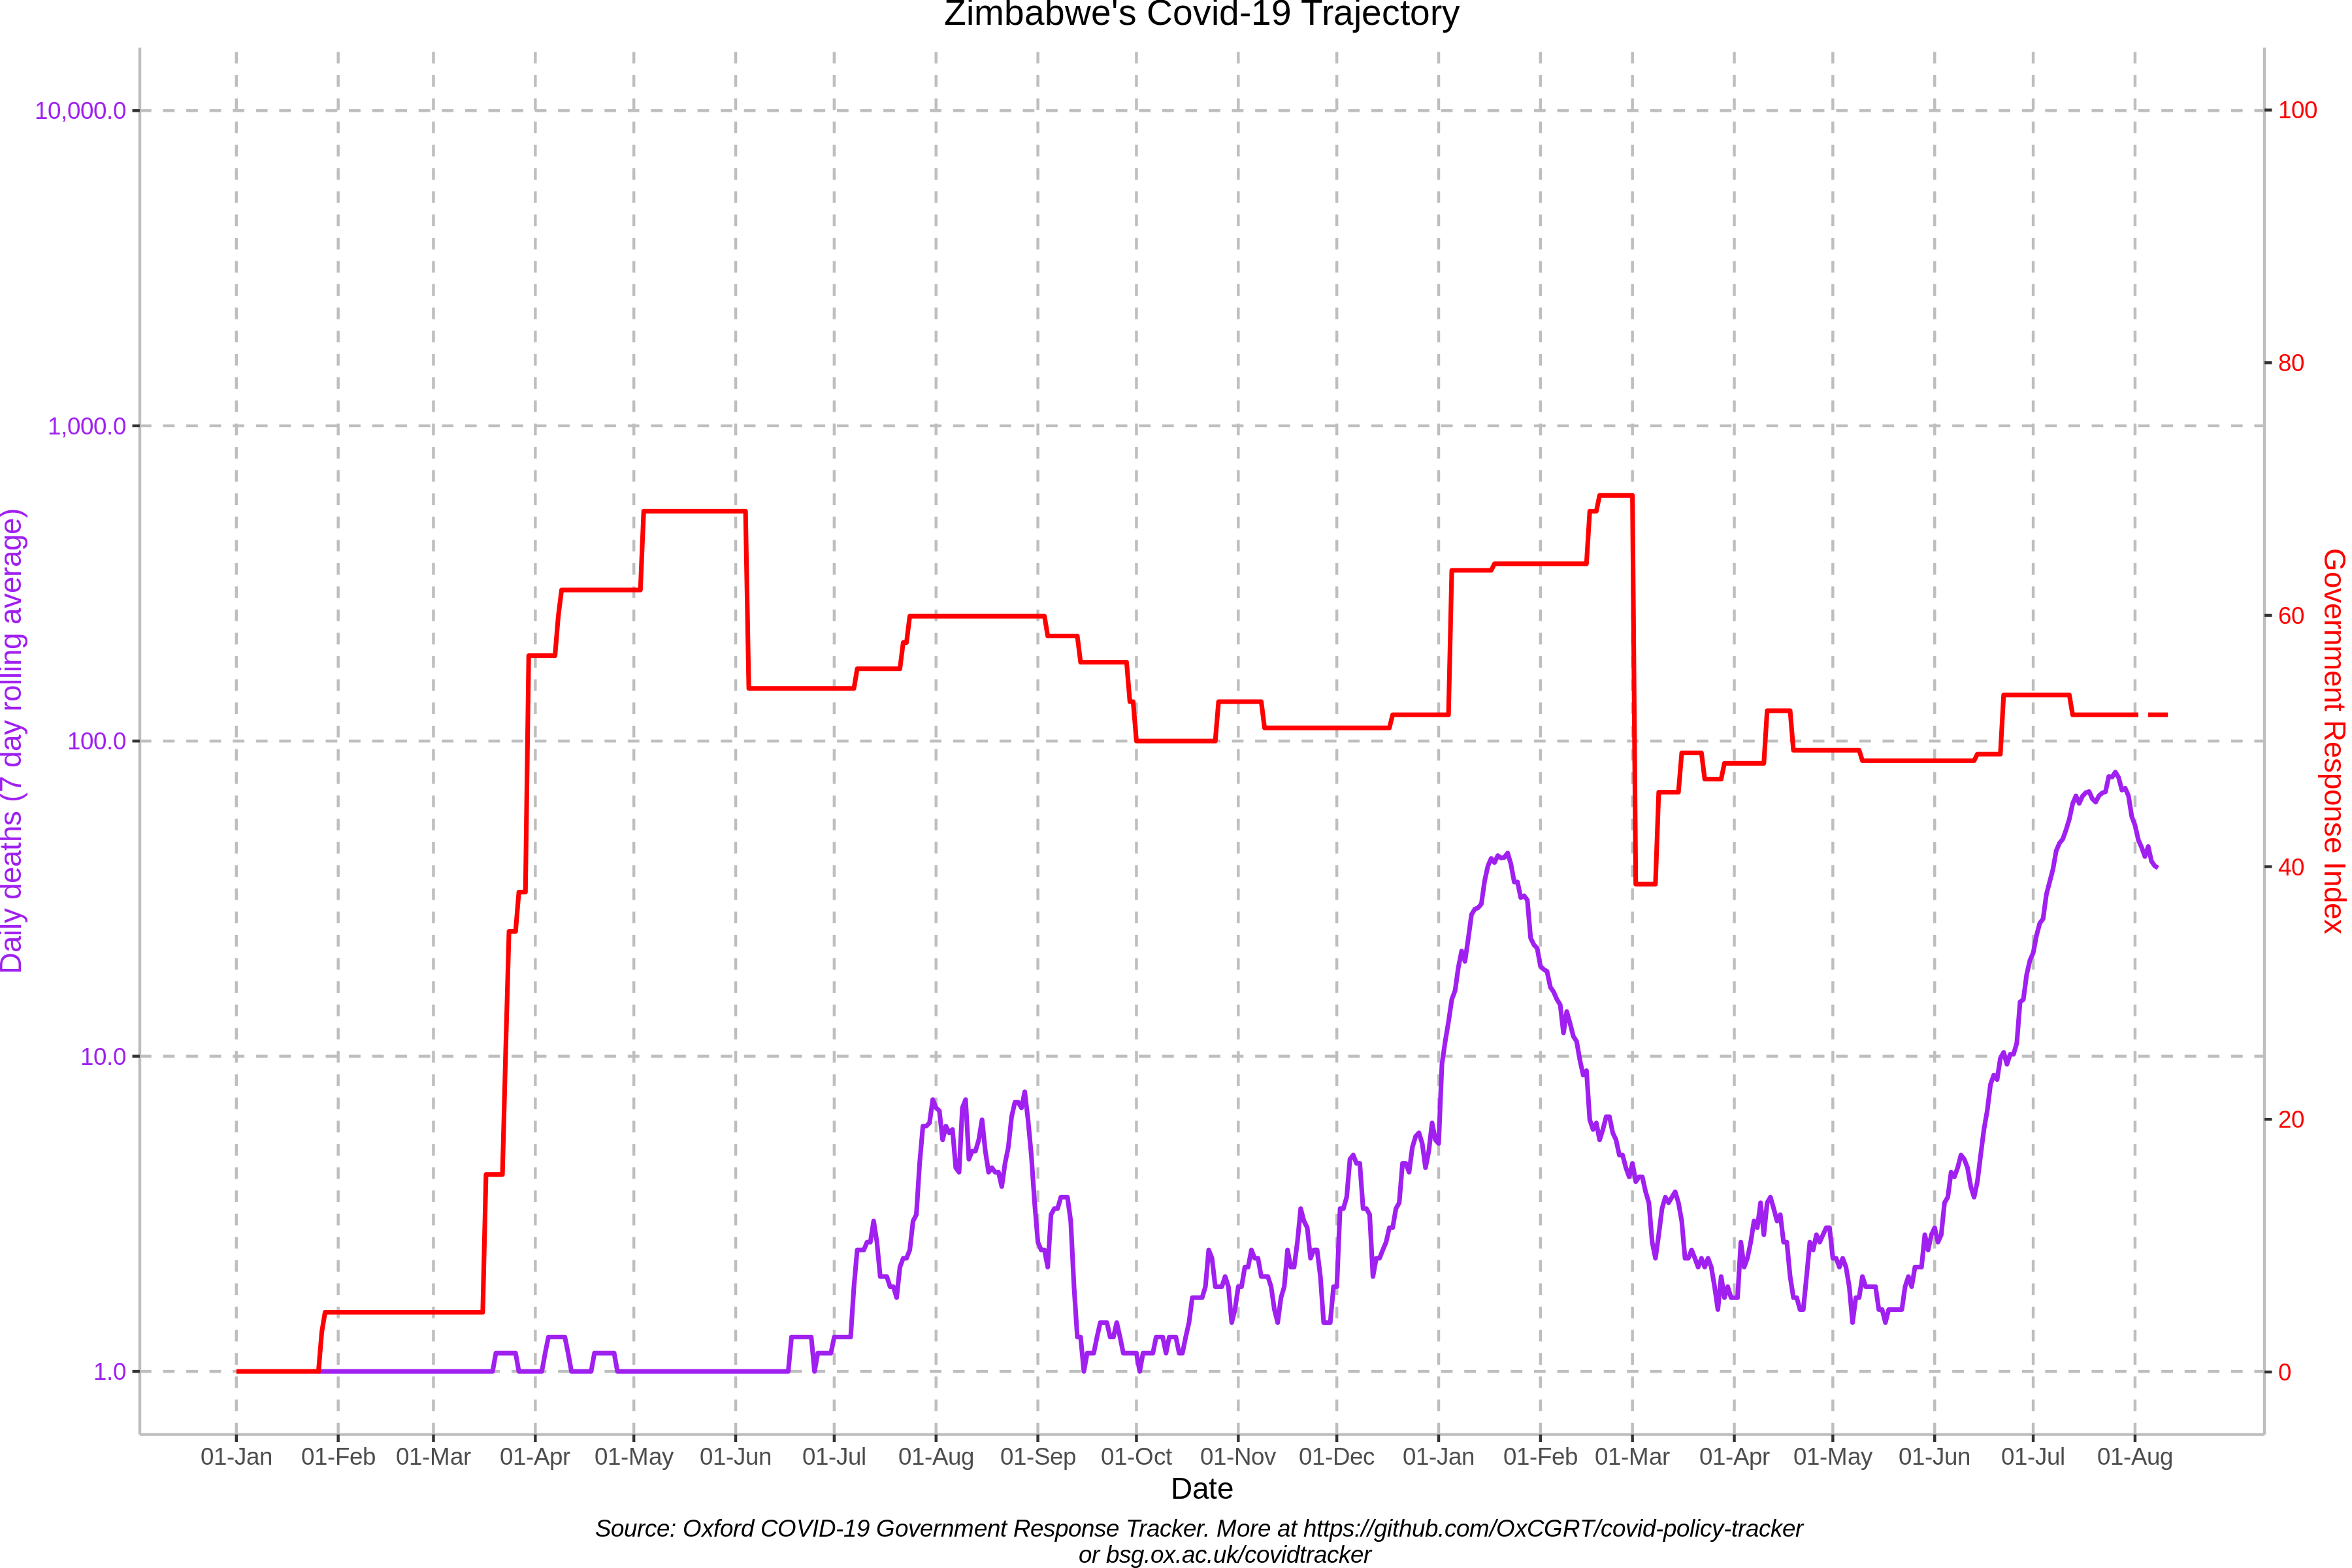 Zimbabwe's Covid-19 Trajectory
Daily deaths (7 day rolling average)
10,000.0
1,000.0
100.0
10.0
1.0
100
80
60
40
20
0
Government Response Index
01-Jan 01-Feb 01-Mar 01-Apr 01-May 01-Jun 01-Jul 01-Aug 01-Sep 01-Oct 01-Nov 01-Dec 01-Jan 01-Feb 01-Mar 01-Apr 01-May 01-Jun 01-Jul 01-Aug
Date
Source: Oxford COVID-19 Government Response Tracker. More at https://github.com/OxCGRT/covid-policy-tracker
or bsg.ox.ac.uk/covidtracker